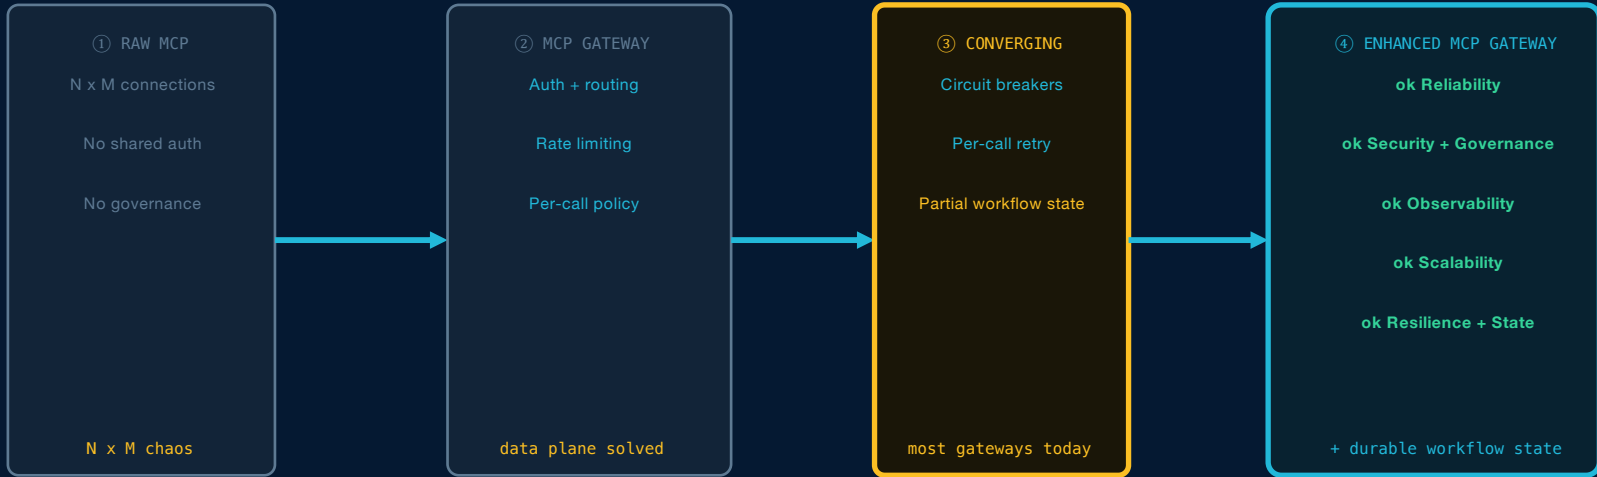 ① RAW MCP
N x M connections
No shared auth
No governance
N x M chaos
② MCP GATEWAY
Auth + routing
Rate limiting
Per-call policy
data plane solved
③ CONVERGING
Circuit breakers
Per-call retry
Partial workflow state
most gateways today
④ ENHANCED MCP GATEWAY
ok Reliability
ok Security + Governance
ok Observability
ok Scalability
ok Resilience + State
+ durable workflow state